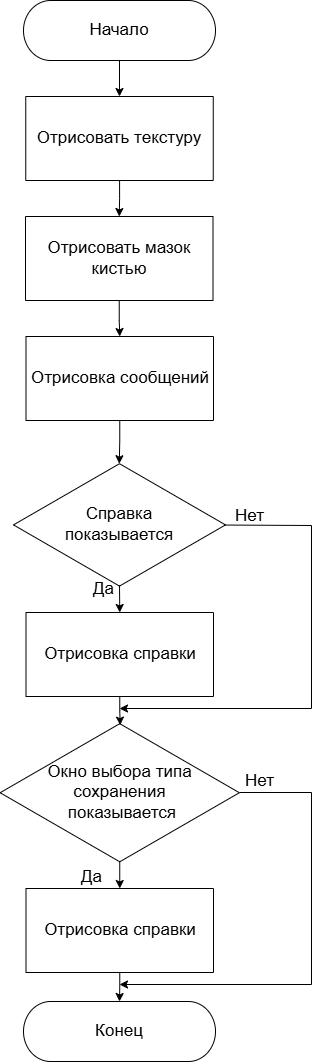 Начало
Отрисовать текстуру
Отрисовать мазок
кистью
Отрисовка сообщений
Справка
показывается
Нет
Да
Отрисовка справки
Окно выбора типа
сохранения
показывается
Нет
Да
Отрисовка справки
Конец